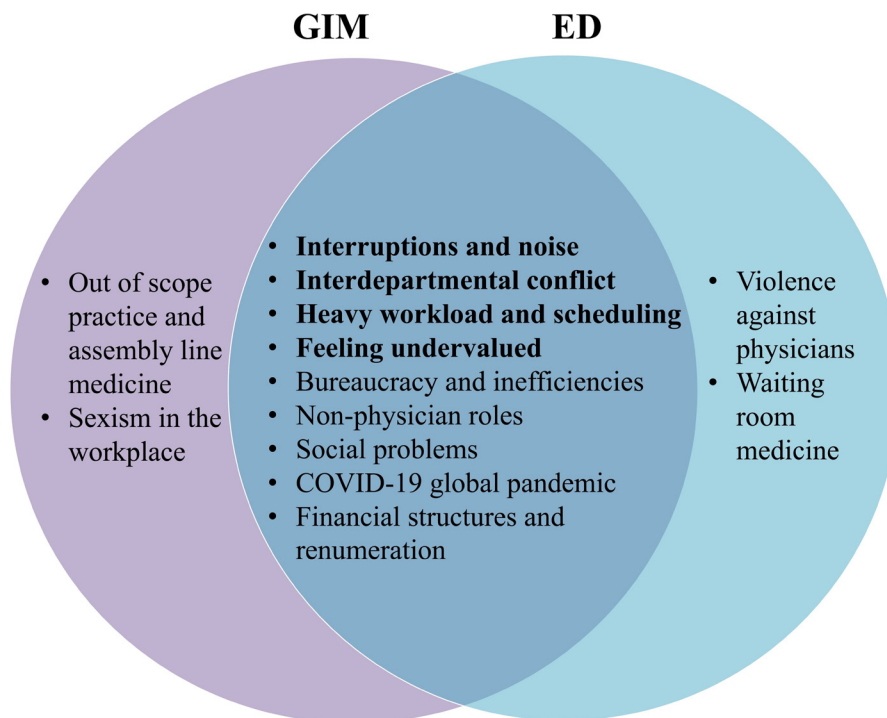 GIM
ED
• Out of scope
practice and
assembly line
medicine
• Sexism in the
workplace
• Interruptions and noise
• Interdepartmental conflict
• Heavy workload and scheduling
• Feeling undervalued
• Bureaucracy and inefficiencies
• Non-physician roles
• Social problems
• COVID-19 global pandemic
• Financial structures and
renumeration
• Violence
against
physicians
• Waiting
room
medicine